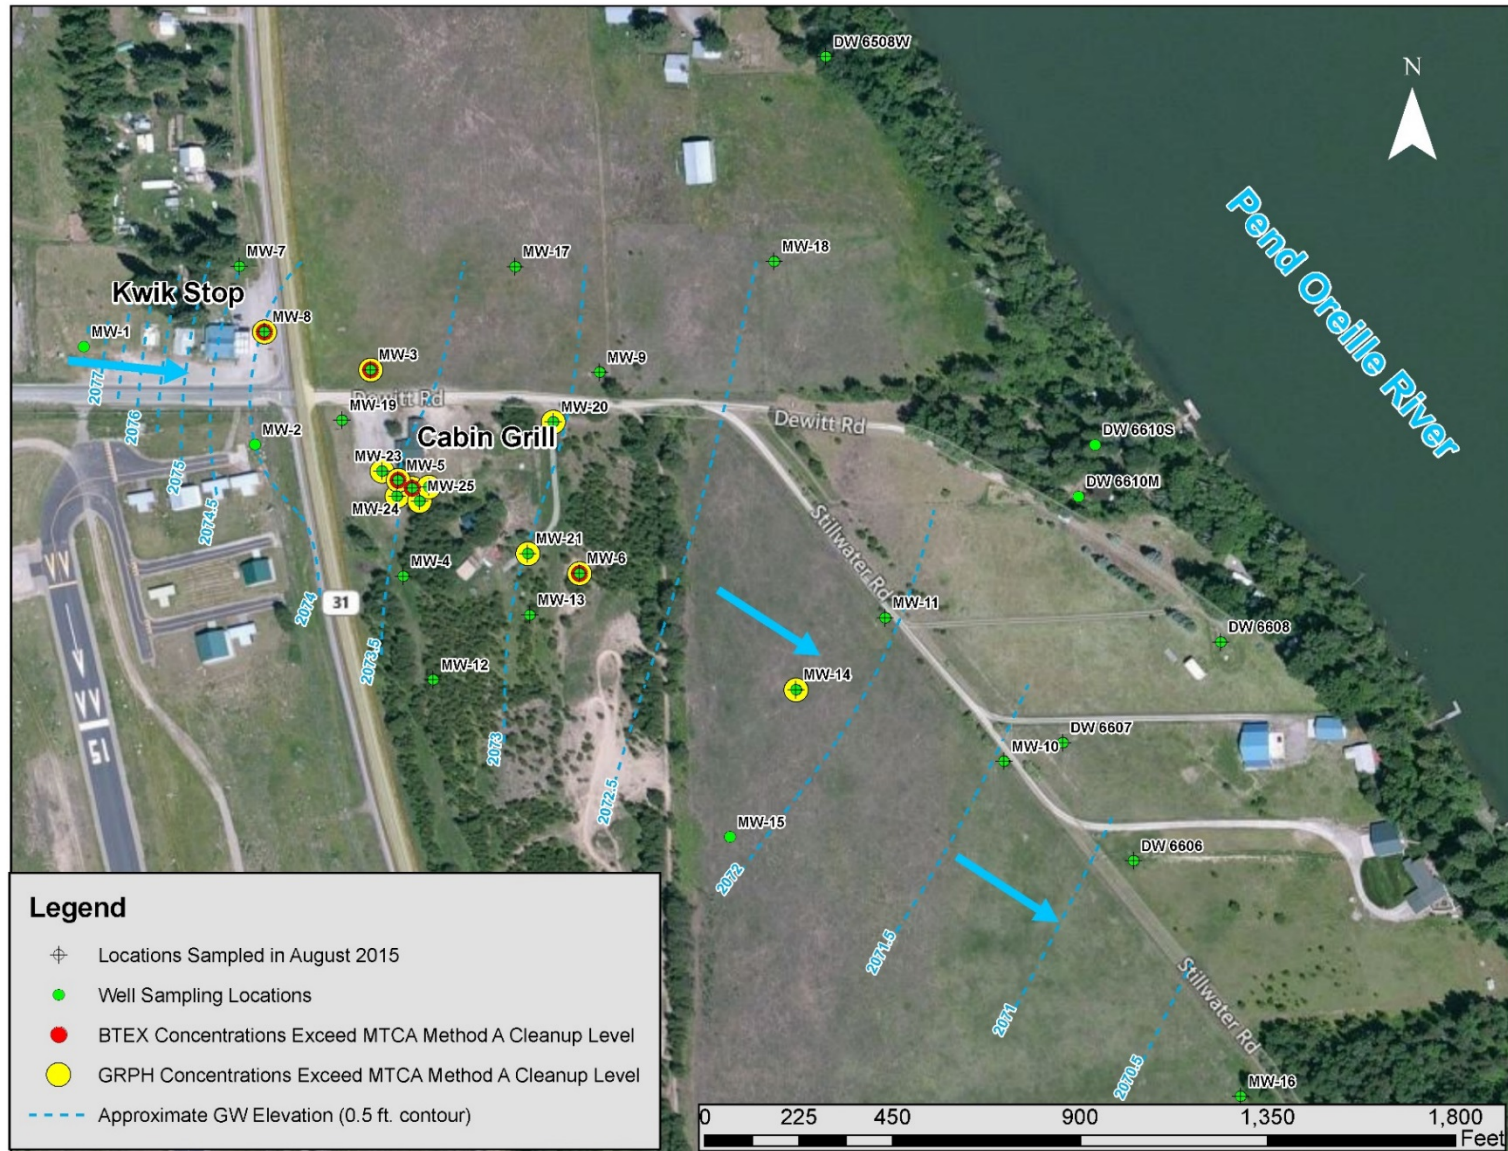 DW 6508W
N
Pend Oreille River
MW-7
MW-17
MW-18
Kwik Stop
MW-8
MW-1
MW-3
MW-9
2077
Dewitt Rd
MW-20
Dewitt Rd
MW-19
Cabin Grill
2076
MW-2
DW 6610S
MW-23
MW-5
2075
MW-25
DW 6610M
MW-24
2074.5
Stillwater Rd
MW-21
MW-4
MW-6
2074
31
MW-13
MW-11
DW 6608
2073.5
MW-12
MW-14
15
2073
DW 6607
MW-10
2072.5
MW-15
DW 6606
2072
2071.5
Stillwater Rd
2071
2070.5
MW-16
Legend
Locations Sampled in August 2015
Well Sampling Locations
BTEX Concentrations Exceed MTCA Method A Cleanup Level
GRPH Concentrations Exceed MTCA Method A Cleanup Level
Approximate GW Elevation (0.5 ft. contour)
0 225 450 900 1,350 1,800
Feet